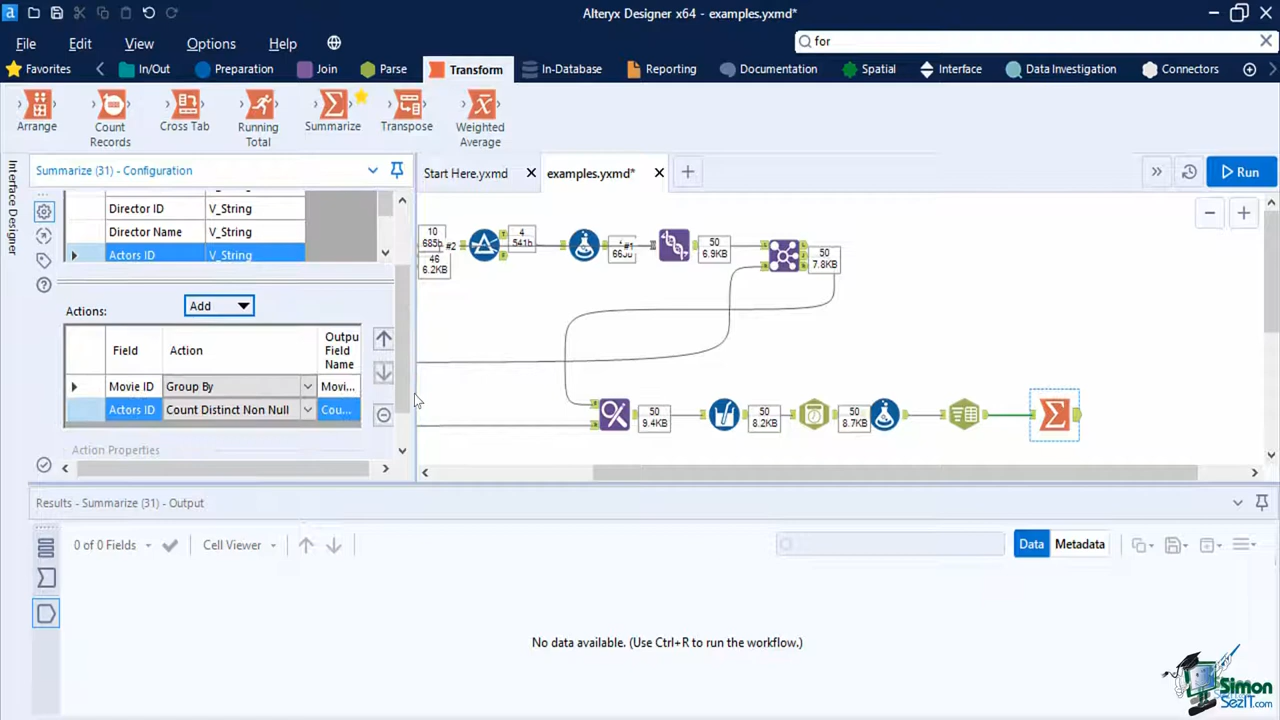 Alteryx Designer x64 - examples.yxmd*
File Edit View Options Help
for
Favorites In/Out Preparation Join Parse Transform In-Database Reporting Documentation Spatial Interface Data Investigation Connectors
Arrange Count Records Cross Tab Running Total Summarize Transpose Weighted Average
Interface Designer
Summarize (31) - Configuration
Start Here.yxmd
examples.yxmd*
Run
Director ID V_String
Director Name V_String
Actors ID V_String
Actions:
Add
Field Action Outpu Field Name
Movie ID Group By Movi...
Actors ID Count Distinct Non Null Cou...
Action Properties
10
685b
#2
46
6.2KB
4
541b
#1
50
6.9KB
50
7.8KB
50
9.4KB
50
8.2KB
50
8.7KB
Results - Summarize (31) - Output
0 of 0 Fields Cell Viewer
Data Metadata
No data available. (Use Ctrl+R to run the workflow.)
Simon
SezIT.com